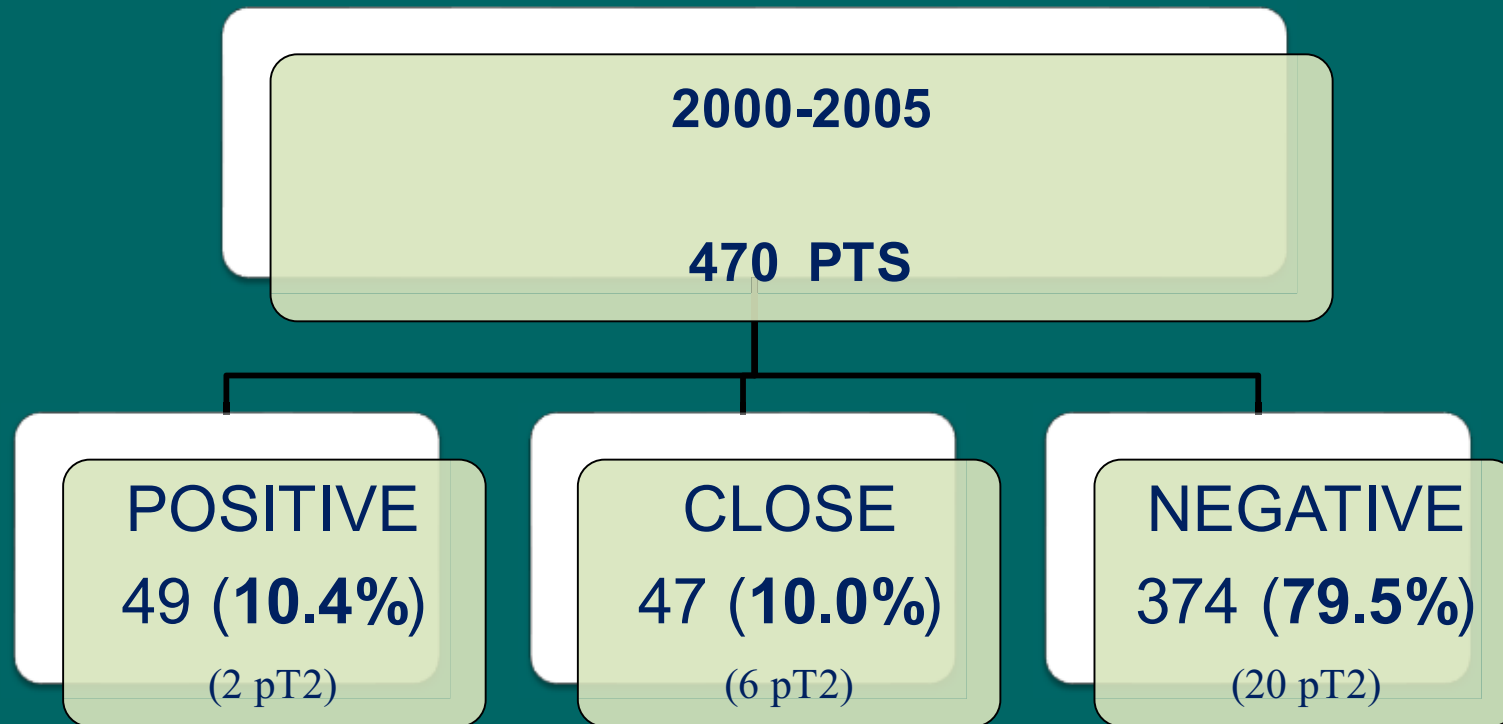 2000-2005
470 PTS
POSITIVE
49 (10.4%)
(2 pT2)
CLOSE
47 (10.0%)
(6 pT2)
NEGATIVE
374 (79.5%)
(20 pT2)